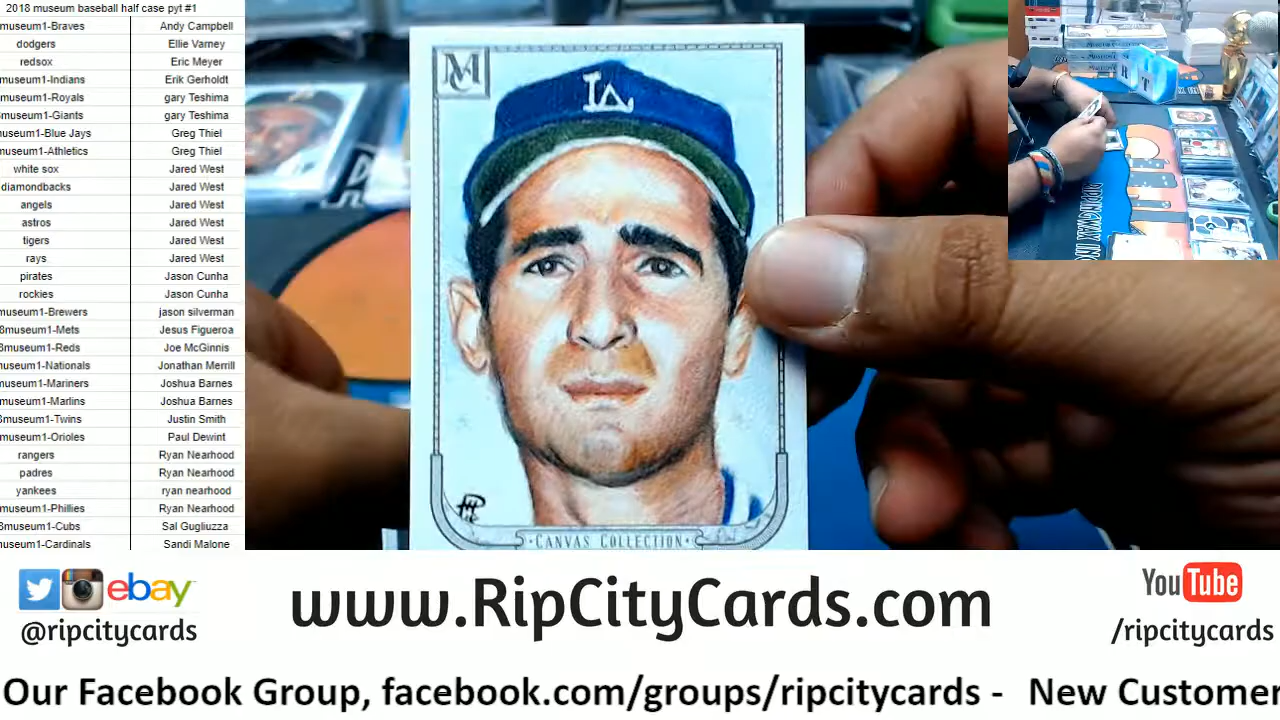 2018 museum baseball half case pyt #1
museum1-Braves Andy Campbell
dodgers Ellie Varney
redsox Eric Meyer
museum1-Indians Erik Gerholdt
museum1-Royals gary Teshima
museum1-Giants gary Teshima
museum1-Blue Jays Greg Thiel
museum1-Athletics Greg Thiel
white sox Jared West
diamondbacks Jared West
angels Jared West
astros Jared West
tigers Jared West
rays Jared West
pirates Jason Cunha
rockies Jason Cunha
museum1-Brewers jason silverman
8museum1-Mets Jesus Figueroa
8museum1-Reds Joe McGinnis
museum1-Nationals Jonathan Merrill
museum1-Mariners Joshua Barnes
museum1-Marlins Joshua Barnes
8museum1-Twins Justin Smith
museum1-Orioles Paul Dewint
rangers Ryan Nearhood
padres Ryan Nearhood
yankees ryan nearhood
museum1-Phillies Ryan Nearhood
8museum1-Cubs Sal Gugliuzza
museum1-Cardinals Sandi Malone
MC
LA
·CANVAS COLLECTION·
ebay
@ripcitycards
www.RipCityCards.com
YouTube
/ripcitycards
Our Facebook Group, facebook.com/groups/ripcitycards - New Customer